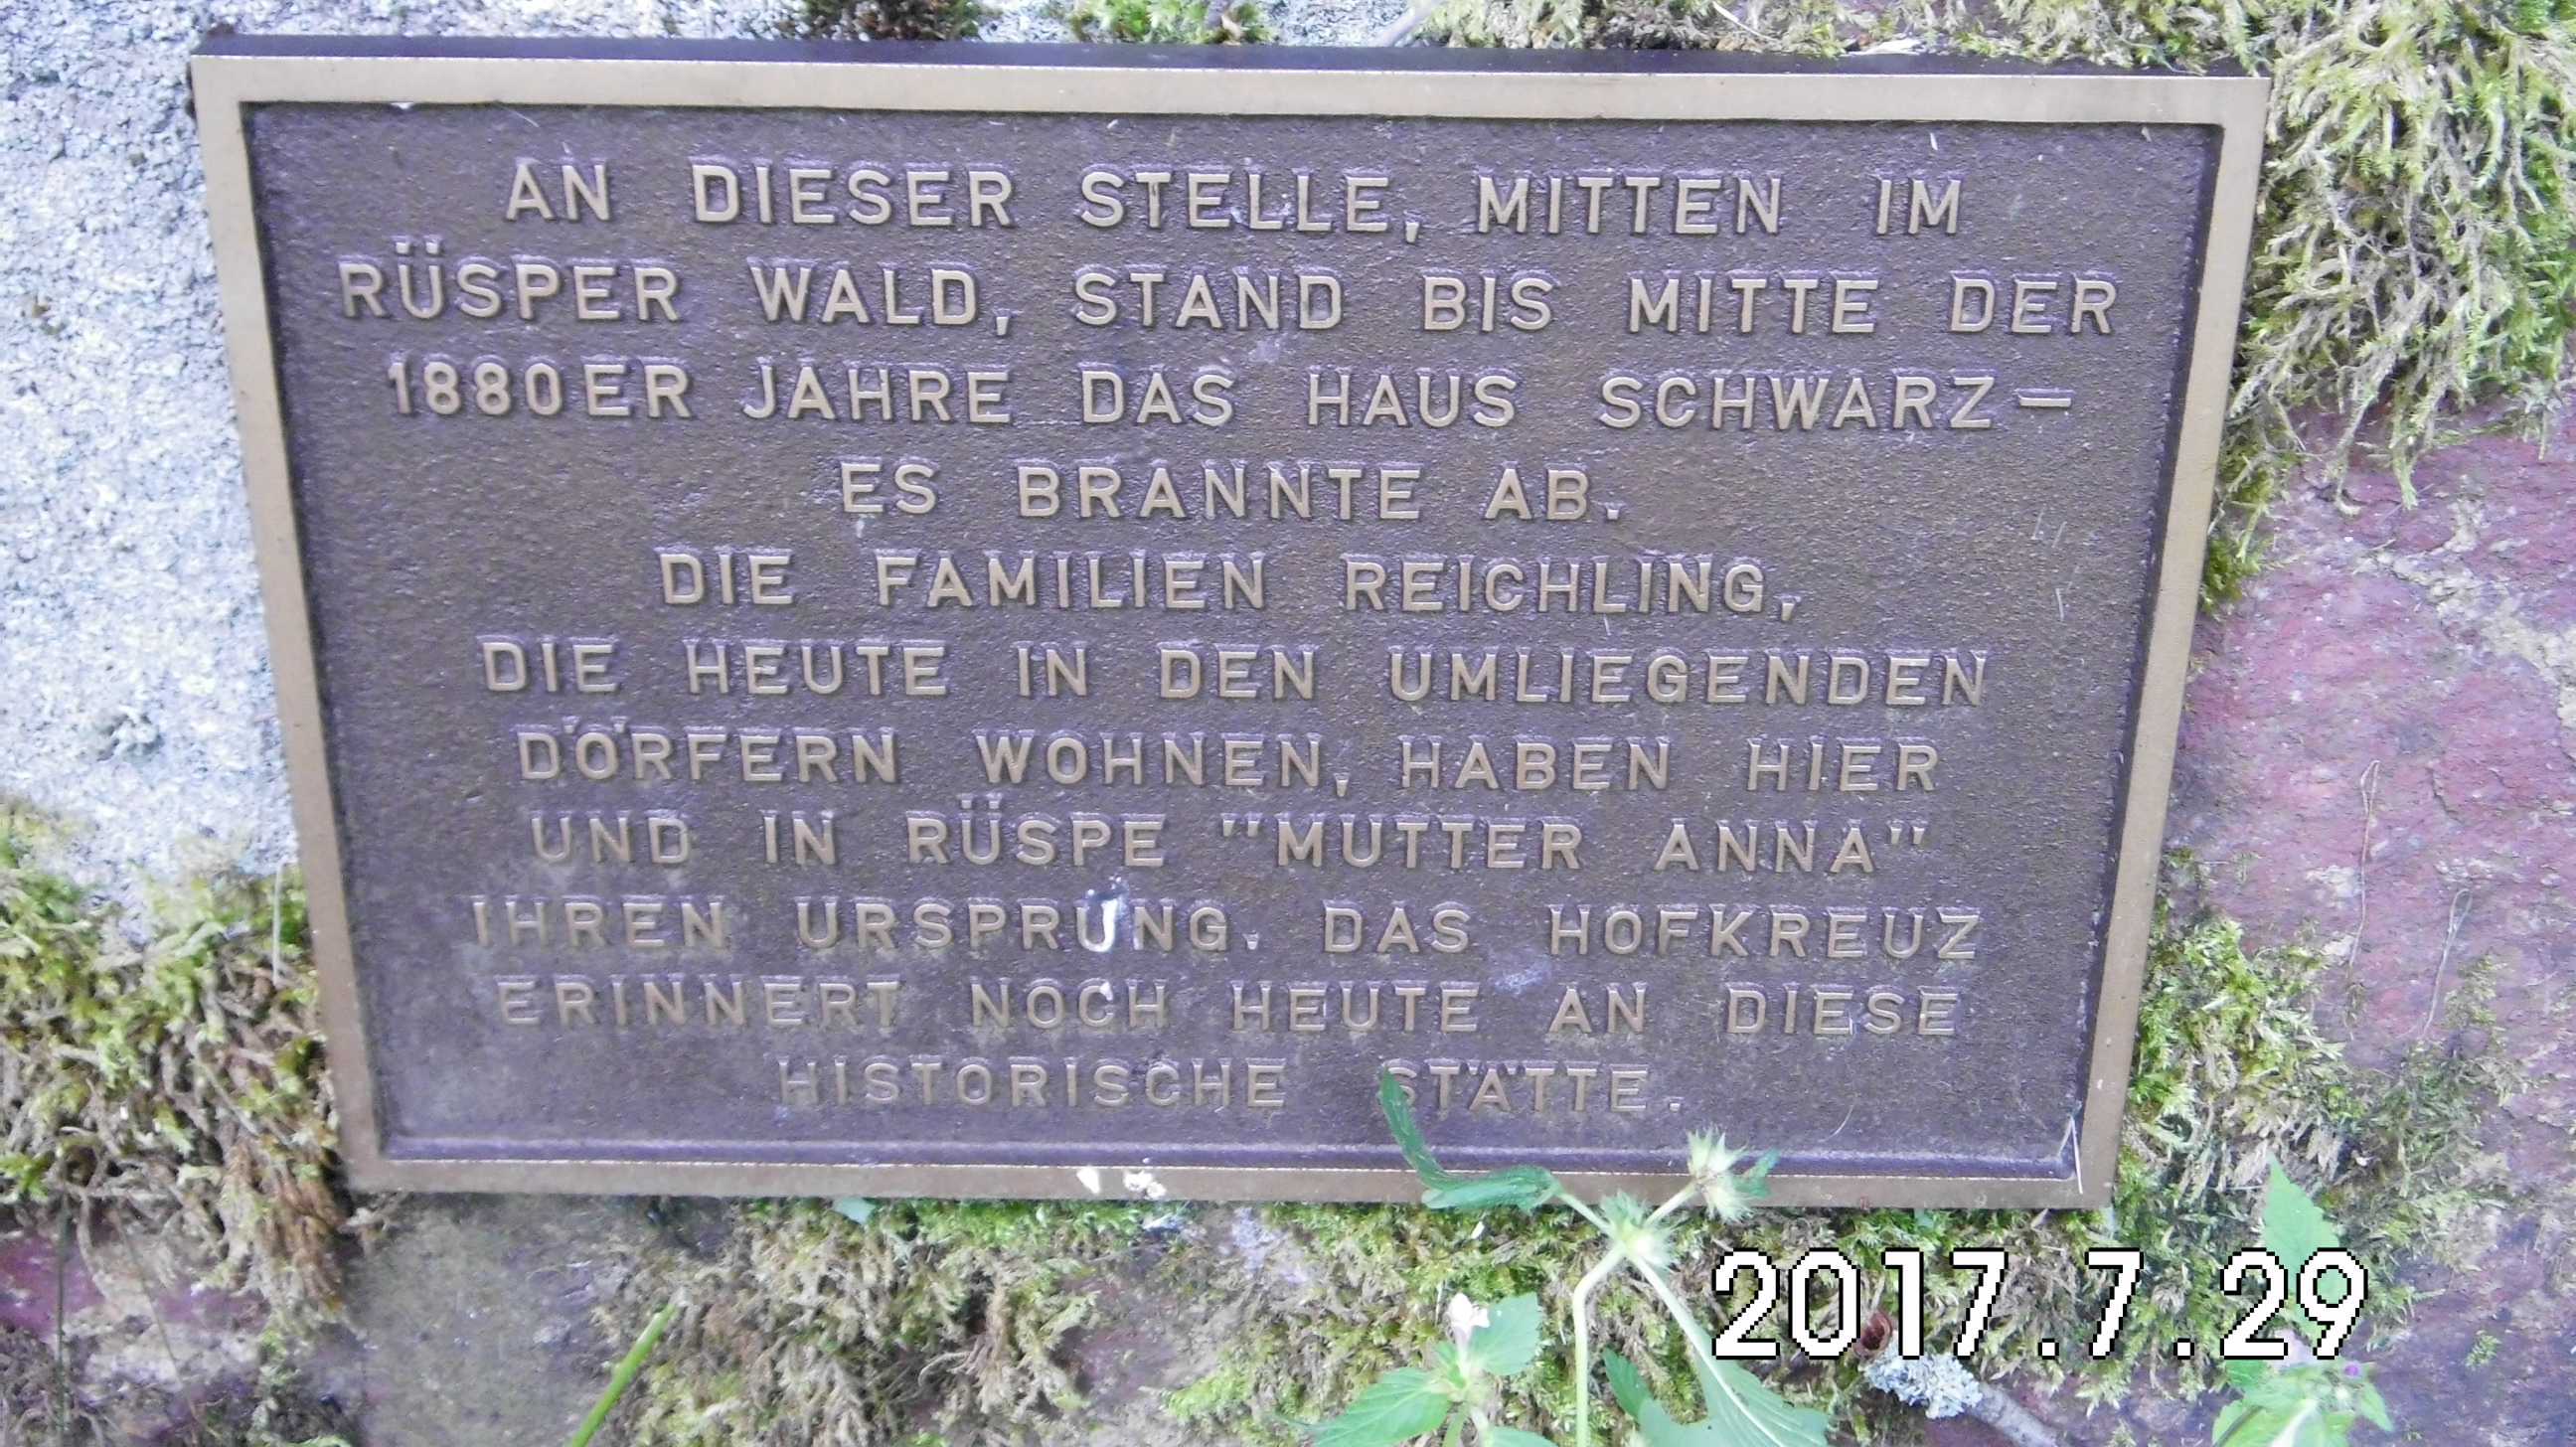 AN DIESER STELLE, MITTEN IM
RÜSPER WALD, STAND BIS MITTE DER
1880ER JAHRE DAS HAUS SCHWARZ-
ES BRANNTE AB.
DIE FAMILIEN REICHLING,
DIE HEUTE IN DEN UMLIEGENDEN
DÖRFERN WOHNEN, HABEN HIER
UND IN RÜSPE "MUTTER ANNA"
IHREN URSPRUNG. DAS HOFKREUZ
ERINNERT NOCH HEUTE AN DIESE
HISTORISCHE STÄTTE.
2017.7.29